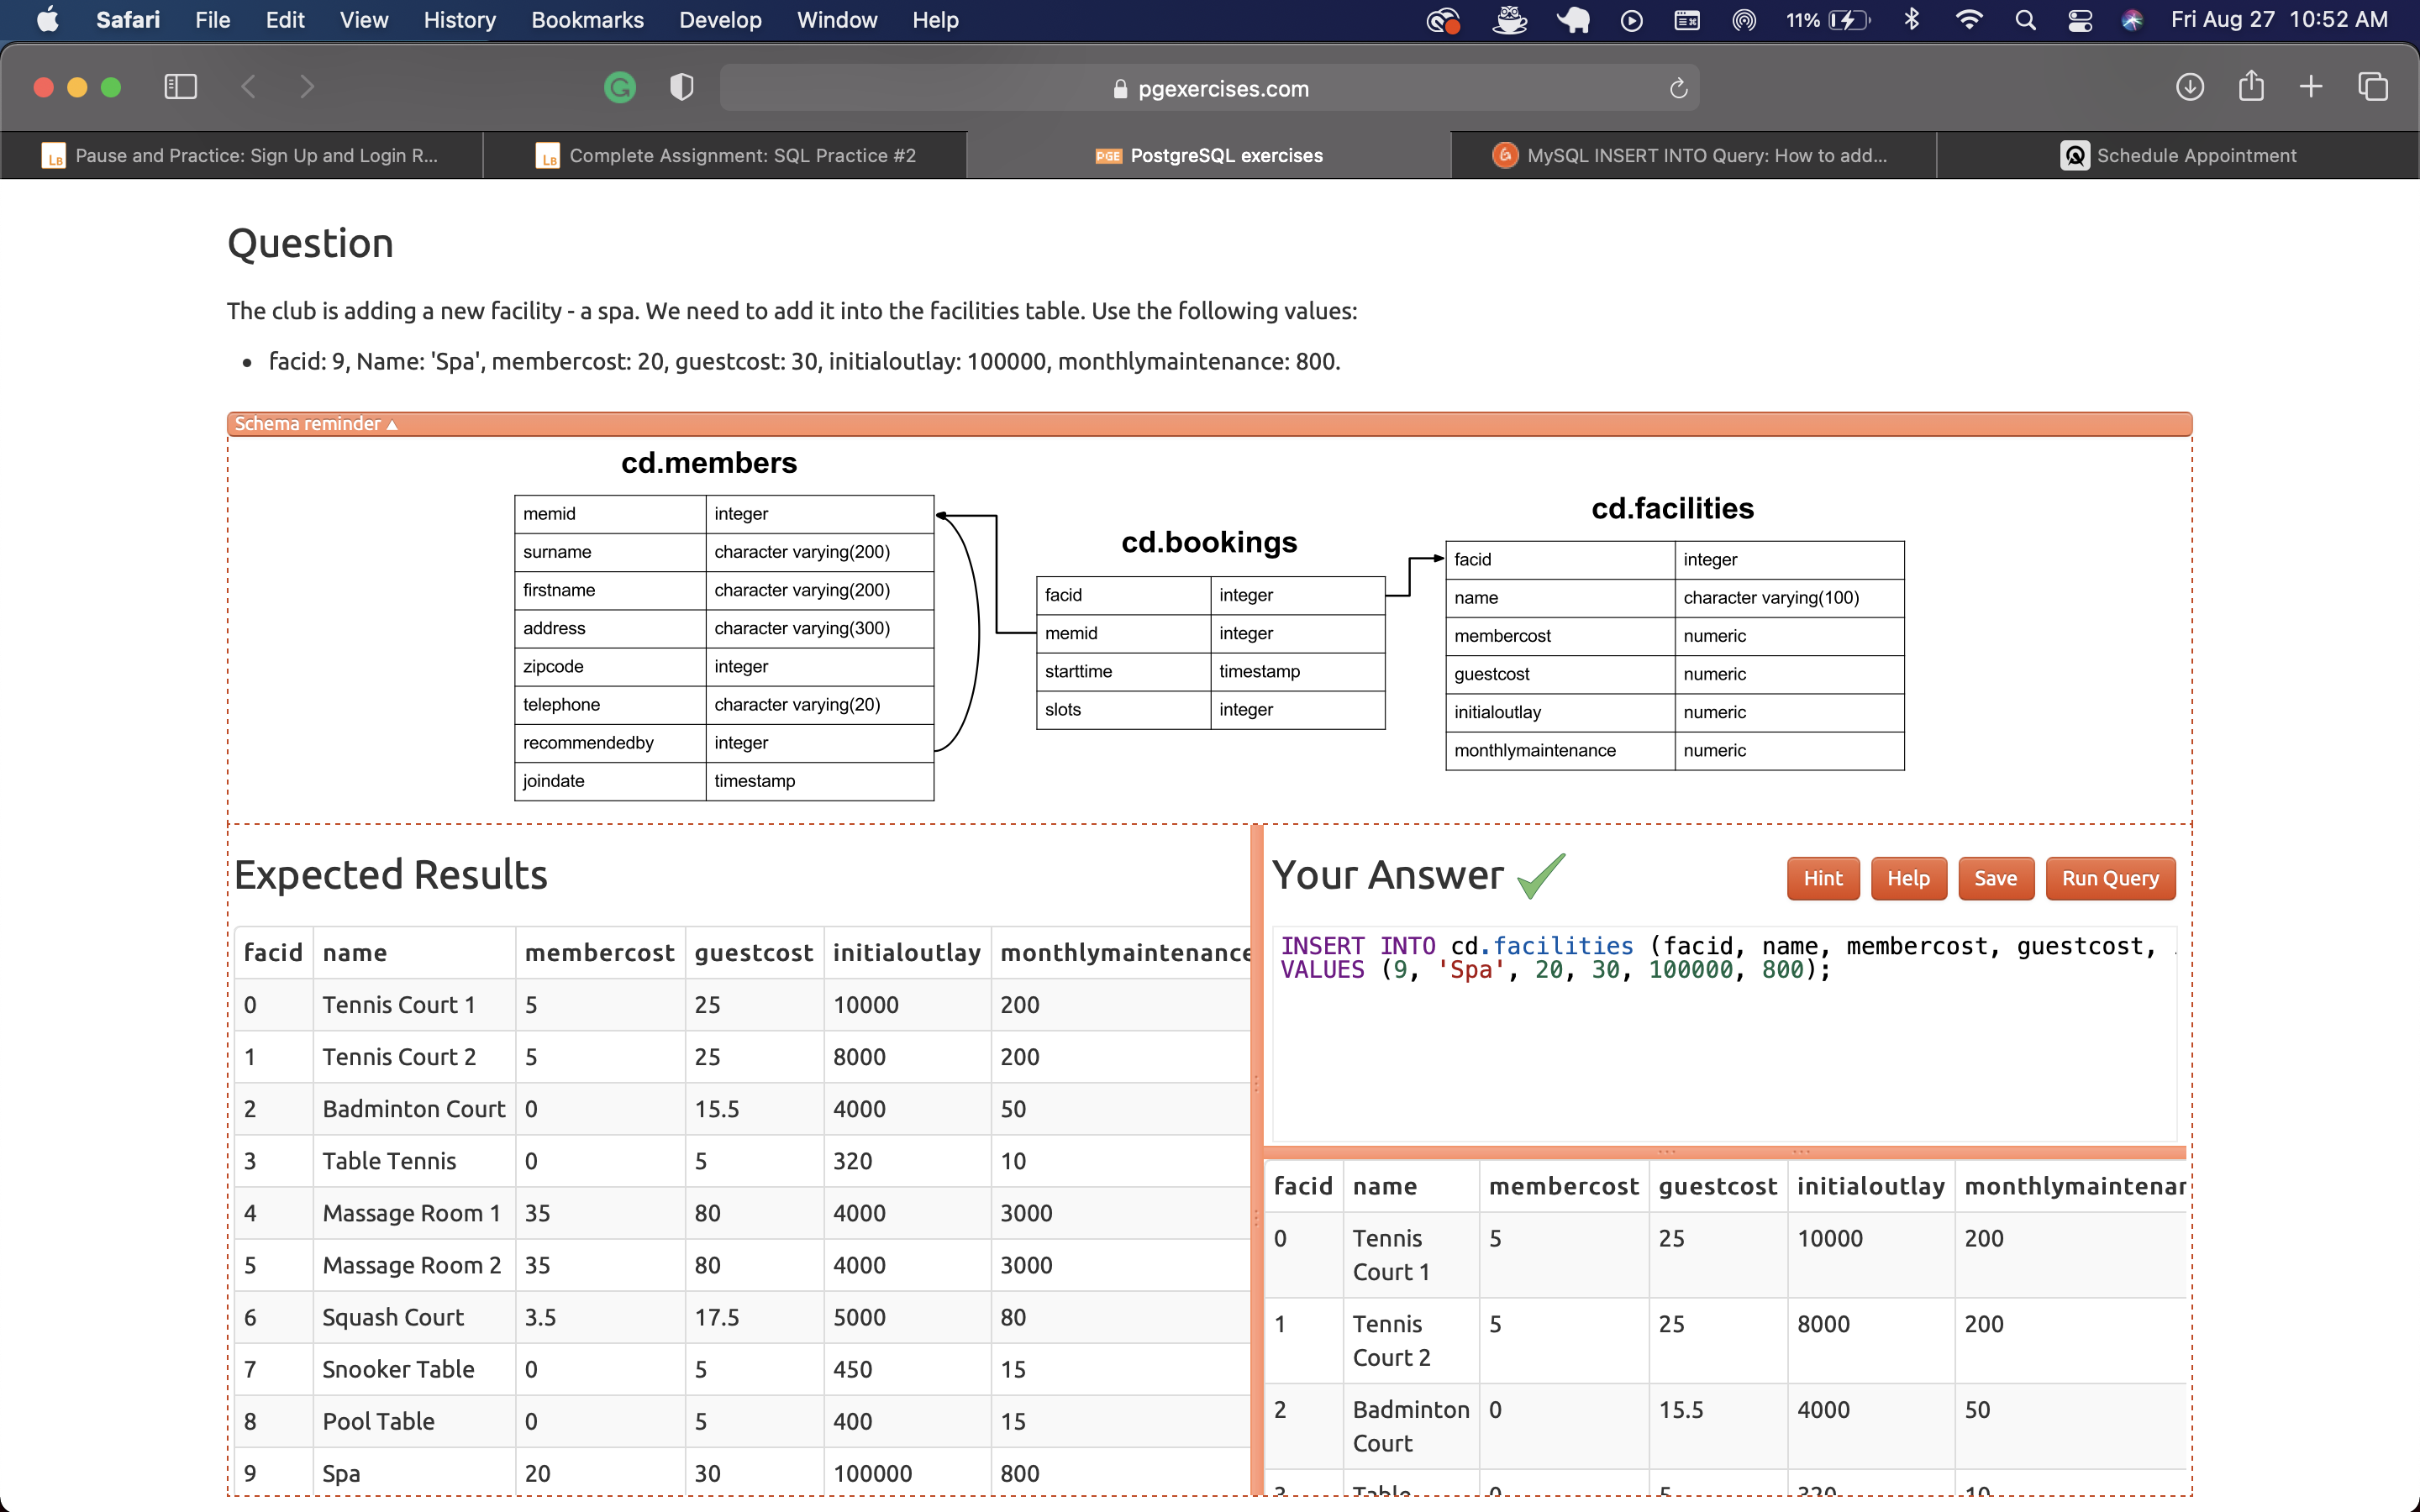 Safari File Edit View History Bookmarks Develop Window Help 11% Fri Aug 27 10:52 AM
pgexercises.com
LB Pause and Practice: Sign Up and Login R... LB Complete Assignment: SQL Practice #2 PGE PostgreSQL exercises MySQL INSERT INTO Query: How to add... Schedule Appointment
Question
The club is adding a new facility - a spa. We need to add it into the facilities table. Use the following values:
• facid: 9, Name: 'Spa', membercost: 20, guestcost: 30, initialoutlay: 100000, monthlymaintenance: 800.
Schema reminder ▲
cd.members
memid integer
surname character varying(200)
firstname character varying(200)
address character varying(300)
zipcode integer
telephone character varying(20)
recommendedby integer
joindate timestamp
cd.bookings
facid integer
memid integer
starttime timestamp
slots integer
cd.facilities
facid integer
name character varying(100)
membercost numeric
guestcost numeric
initialoutlay numeric
monthlymaintenance numeric
Expected Results
facid name membercost guestcost initialoutlay monthlymaintenance
0 Tennis Court 1 5 25 10000 200
1 Tennis Court 2 5 25 8000 200
2 Badminton Court 0 15.5 4000 50
3 Table Tennis 0 5 320 10
4 Massage Room 1 35 80 4000 3000
5 Massage Room 2 35 80 4000 3000
6 Squash Court 3.5 17.5 5000 80
7 Snooker Table 0 5 450 15
8 Pool Table 0 5 400 15
9 Spa 20 30 100000 800
Your Answer
Hint Help Save Run Query
INSERT INTO cd.facilities (facid, name, membercost, guestcost,
VALUES (9, 'Spa', 20, 30, 100000, 800);
facid name membercost guestcost initialoutlay monthlymaintenan
0 Tennis Court 1 5 25 10000 200
1 Tennis Court 2 5 25 8000 200
2 Badminton Court 0 15.5 4000 50
3 Table 0 5 320 10